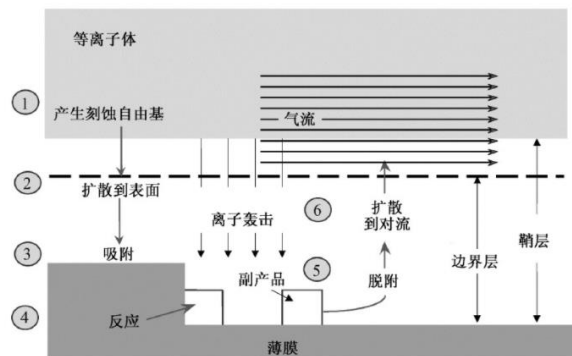 等离子体
1
产生刻蚀自由基
气流
2
扩散到表面
6
扩散
到对流
离子轰击
边界层
鞘层
3
吸附
5
副产品
脱附
4
反应
薄膜